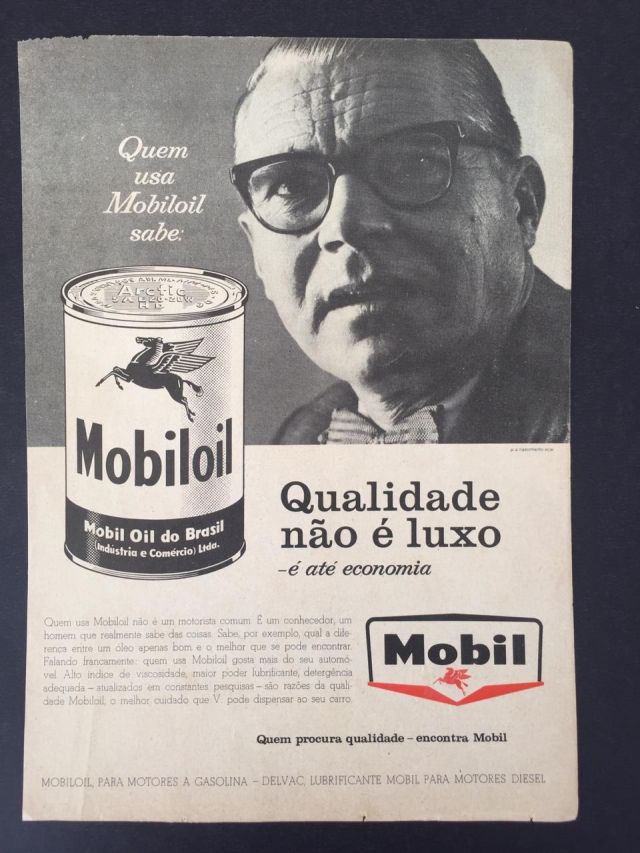 Quem
usa
Mobiloil
sabe:
Arctic
SAE 20-20W
HD
Mobiloil
Mobil Oil do Brasil
(Indústria e Comércio) Ltda.
Qualidade
não é luxo
-é até economia
Quem usa Mobiloil não é um motorista comum. É um conhecedor, um
homem que realmente sabe das coisas. Sabe, por exemplo, qual a dife-
rença entre um óleo apenas bom e o melhor que se pode encontrar.
Falando francamente: quem usa Mobiloil gosta mais do seu automó-
vel. Alto índice de viscosidade, maior poder lubrificante, detergência
adequada — atualizados em constantes pesquisas — são razões da quali-
dade Mobiloil, o melhor cuidado que V. pode dispensar ao seu carro.
Mobil
Quem procura qualidade – encontra Mobil
MOBILOIL, PARA MOTORES A GASOLINA — DELVAC, LUBRIFICANTE MOBIL PARA MOTORES DIESEL